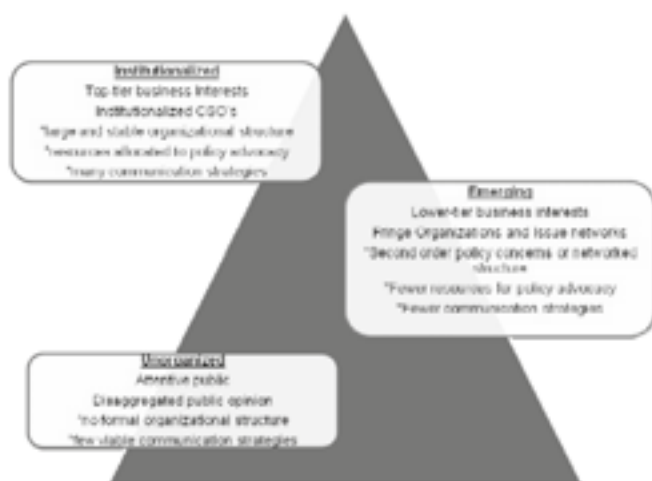 Institutionalized
Top-tier business interests
Institutionalized CSO's
*large and stable organizational structure
*resources allocated to policy advocacy
*many communication strategies
Emerging
Lower-tier business interests
Fringe Organizations and Issue networks
*Second order policy concerns or networked
structure
*Fewer resources for policy advocacy
*Fewer communication strategies
Unorganized
Attentive public
Disaggregated public opinion
*no formal organizational structure
*few viable communication strategies